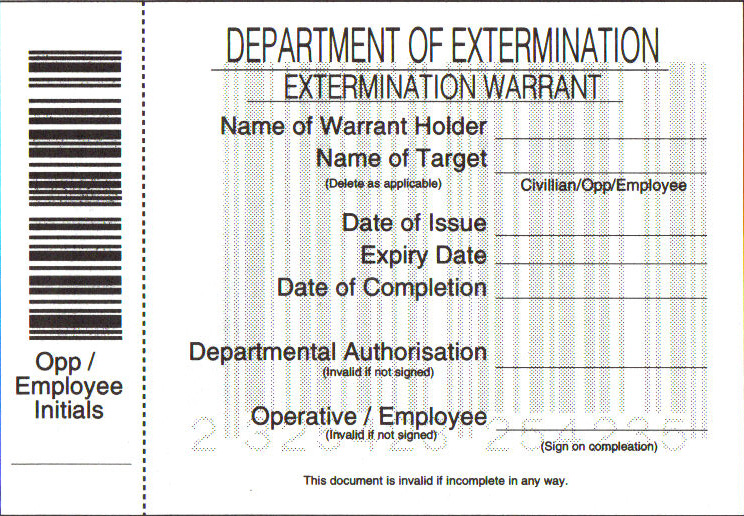 DEPARTMENT OF EXTERMINATION
EXTERMINATION WARRANT
Name of Warrant Holder
Name of Target
(Delete as applicable) Civillian/Opp/Employee
Date of Issue
Expiry Date
Date of Completion
Departmental Authorisation
(Invalid if not signed)
Operative / Employee
(Invalid if not signed)
(Sign on compleation)
This document is invalid if incomplete in any way.
Opp /
Employee
Initials